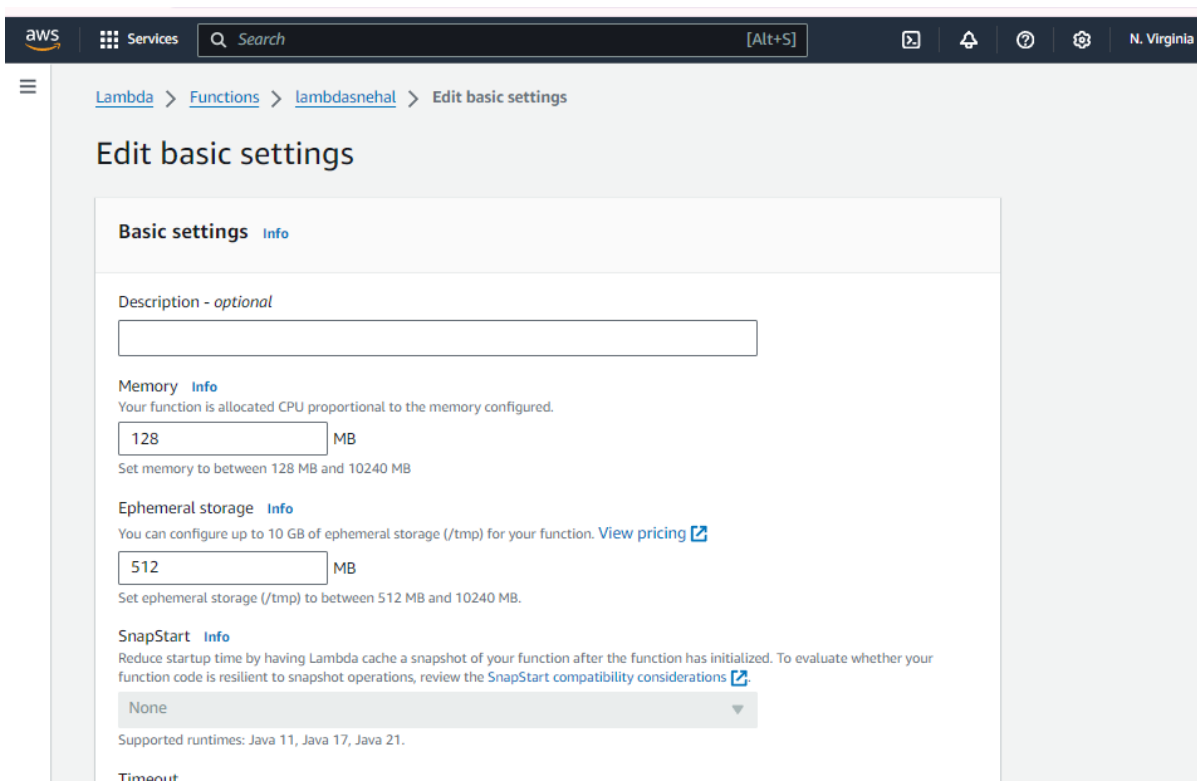 aws Services Search [Alt+S] N. Virginia
Lambda > Functions > lambdasnehal > Edit basic settings
Edit basic settings
Basic settings Info
Description - optional
Memory Info
Your function is allocated CPU proportional to the memory configured.
128 MB
Set memory to between 128 MB and 10240 MB
Ephemeral storage Info
You can configure up to 10 GB of ephemeral storage (/tmp) for your function. View pricing
512 MB
Set ephemeral storage (/tmp) to between 512 MB and 10240 MB.
SnapStart Info
Reduce startup time by having Lambda cache a snapshot of your function after the function has initialized. To evaluate whether your
function code is resilient to snapshot operations, review the SnapStart compatibility considerations.
None
Supported runtimes: Java 11, Java 17, Java 21.
Timeout